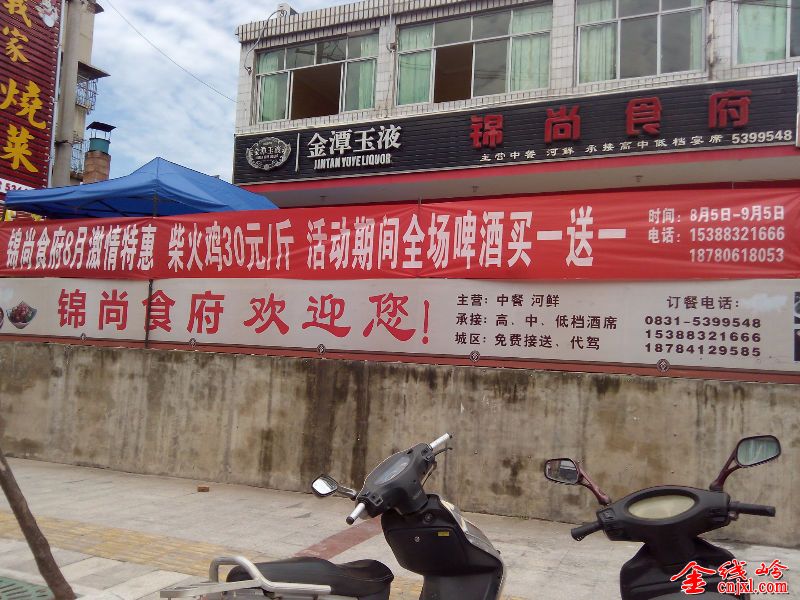 我家烧菜
金潭玉液
JINTAN YUYE LIQUOR
锦尚食府
主营中餐 河鲜 承接高中低档宴席 5399548
锦尚食府8月激情特惠 柴火鸡30元/斤 活动期间全场啤酒买一送一
时间：8月5日-9月5日
电话：15388321666
18780618053
锦尚食府欢迎您！
主营：中餐 河鲜
承接：高、中、低档酒席
城区：免费接送、代驾
订餐电话：
0831-5399548
15388321666
18784129585
金线岭
cnjxl.com